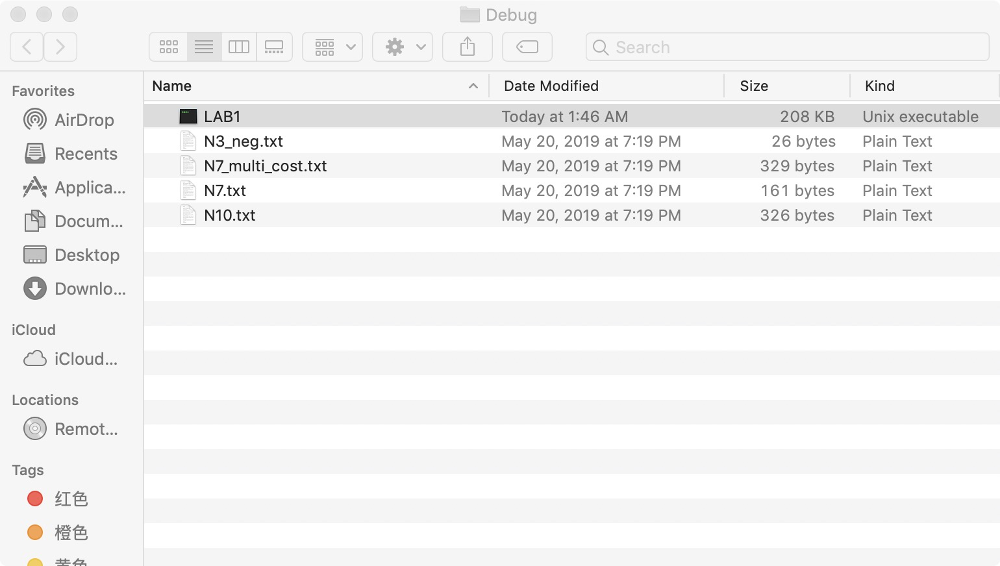 Debug
Search
Favorites
AirDrop
Recents
Applica...
Docum...
Desktop
Downlo...
iCloud
iCloud...
Locations
Remot...
Tags
红色
橙色
黄色
Name Date Modified Size Kind
LAB1 Today at 1:46 AM 208 KB Unix executable
N3_neg.txt May 20, 2019 at 7:19 PM 26 bytes Plain Text
N7_multi_cost.txt May 20, 2019 at 7:19 PM 329 bytes Plain Text
N7.txt May 20, 2019 at 7:19 PM 161 bytes Plain Text
N10.txt May 20, 2019 at 7:19 PM 326 bytes Plain Text